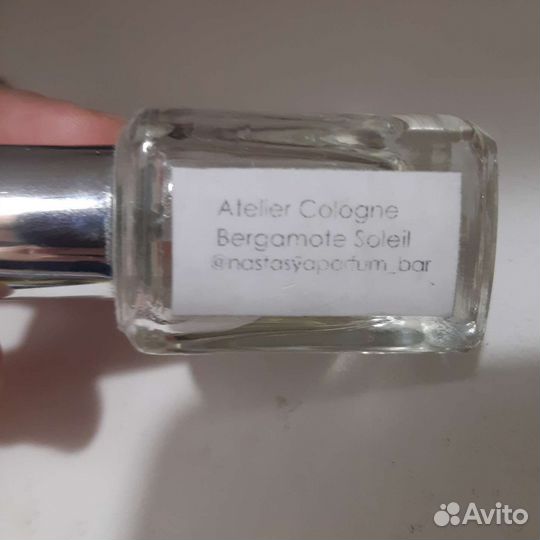 Atelier Cologne
Bergamote Soleil
@nastasyaparfum_bar
Avito